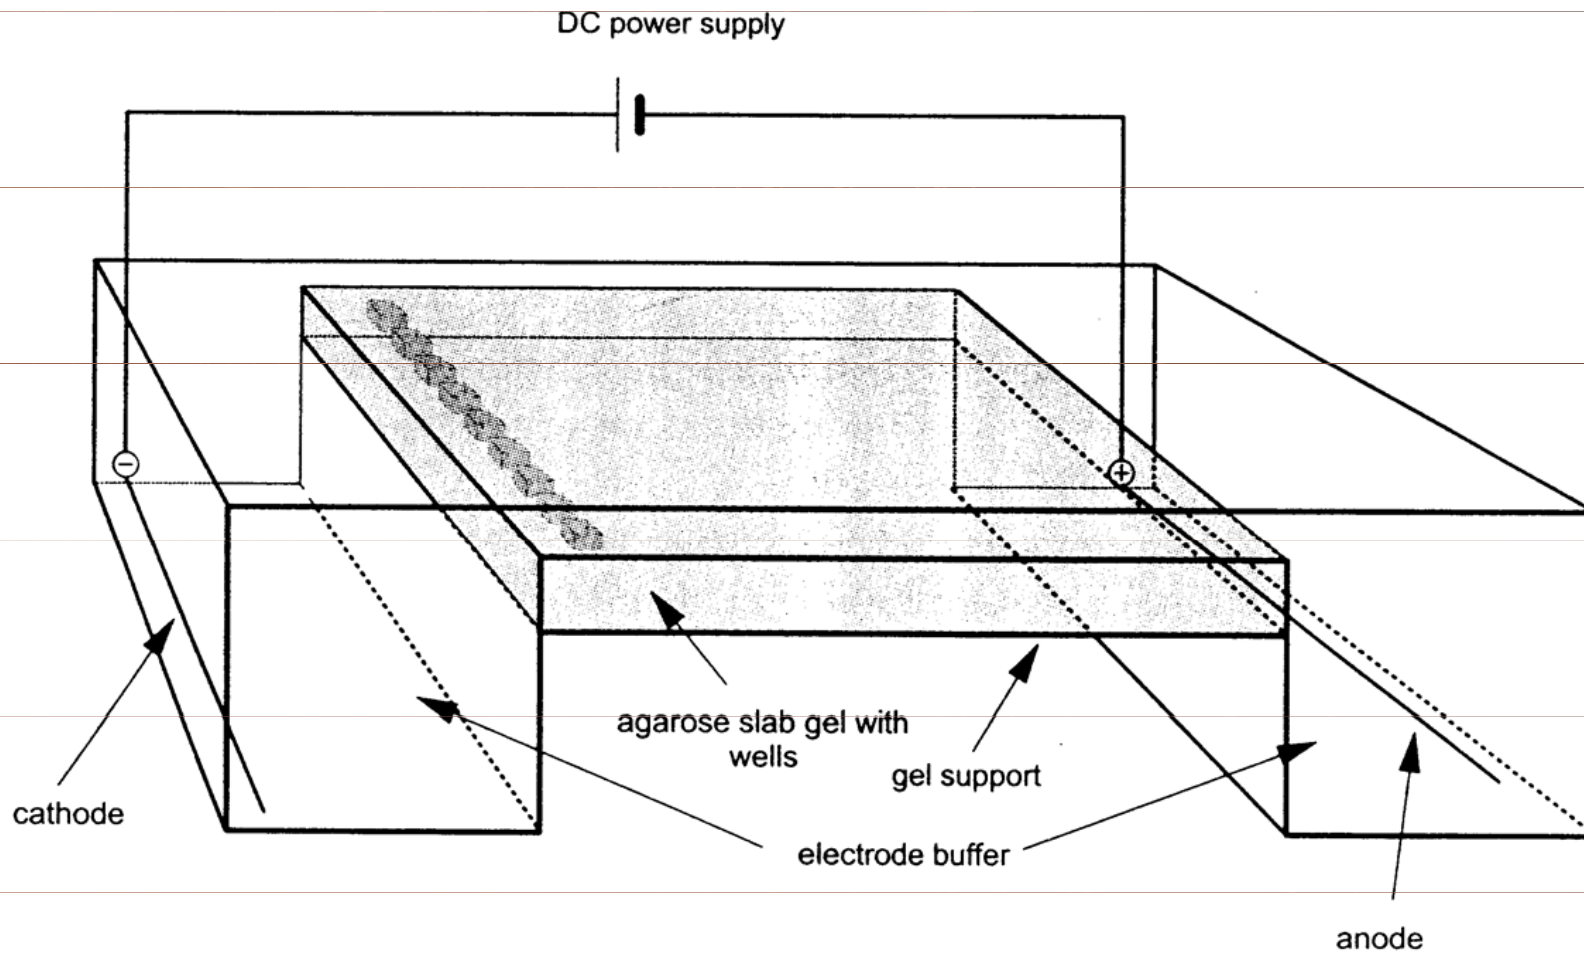 DC power supply
−
+
agarose slab gel with
wells
gel support
cathode
electrode buffer
anode